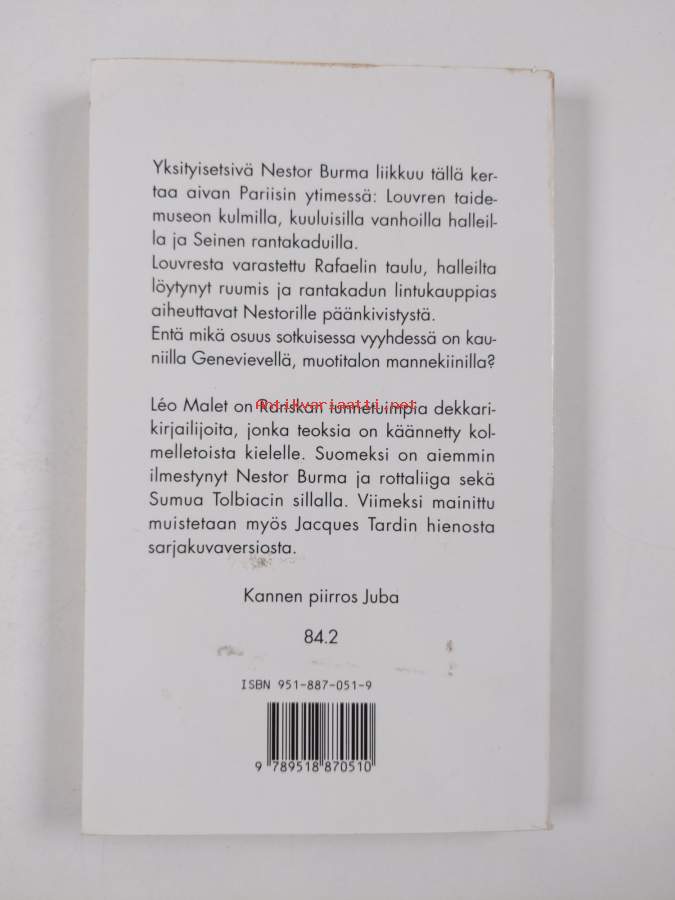 Yksityisetsivä Nestor Burma liikkuu tällä ker-
taa aivan Pariisin ytimessä: Louvren taide-
museon kulmilla, kuuluisilla vanhoilla halleil-
la ja Seinen rantakaduilla.
Louvresta varastettu Rafaelin taulu, halleilta
löytynyt ruumis ja rantakadun lintukauppias
aiheuttavat Nestorille päänkivistystä.
Entä mikä osuus sotkuisessa vyyhdessä on kau-
niilla Genevievellä, muotitalon mannekiinilla?
Antikvariaatti.net
Léo Malet on Ranskan tunnetuimpia dekkari-
kirjailijoita, jonka teoksia on käännetty kol-
melletoista kielelle. Suomeksi on aiemmin
ilmestynyt Nestor Burma ja rottaliiga sekä
Sumua Tolbiacin sillalla. Viimeksi mainittu
muistetaan myös Jacques Tardin hienosta
sarjakuvaversiosta.
Kannen piirros Juba
84.2
ISBN 951-887-051-9
9 789518 870510